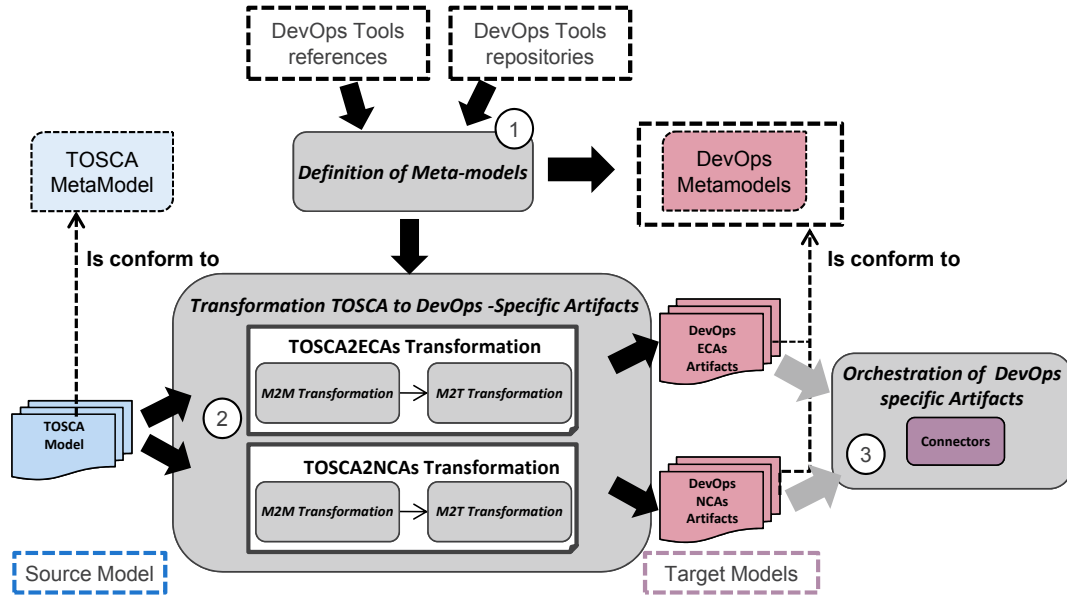 DevOps Tools
references
DevOps Tools
repositories
1
TOSCA
MetaModel
Definition of Meta-models
DevOps
Metamodels
Is conform to
Is conform to
Transformation TOSCA to DevOps -Specific Artifacts
TOSCA2ECAs Transformation
M2M Transformation
M2T Transformation
DevOps
ECAs
Artifacts
Orchestration of DevOps
specific Artifacts
Connectors
3
TOSCA
Model
2
TOSCA2NCAs Transformation
M2M Transformation
M2T Transformation
DevOps
NCAs
Artifacts
Source Model
Target Models